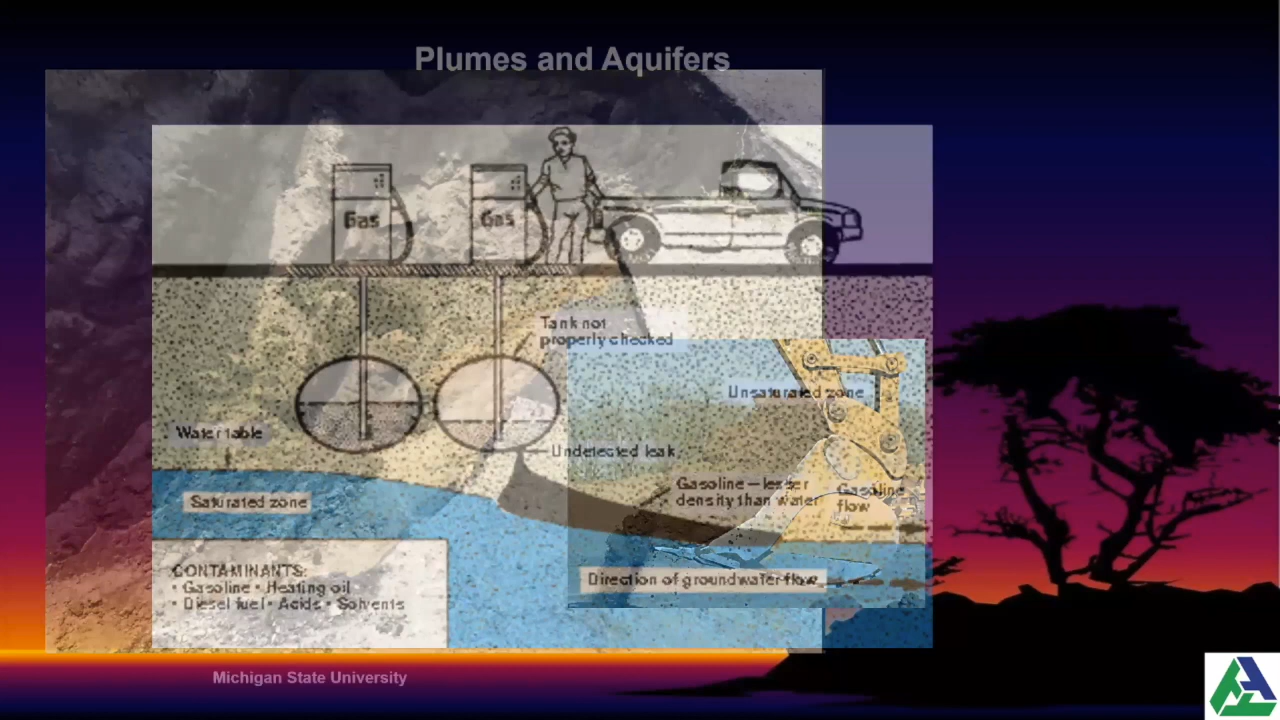 Plumes and Aquifers
Gas
Gas
Tank not
properly checked
Unsaturated zone
Water table
Undetected leak
Gasoline — lesser
density than water
Gasoline
flow
Saturated zone
CONTAMINANTS:
• Gasoline • Heating oil
• Diesel fuel • Acids • Solvents
Direction of groundwater flow
Michigan State University